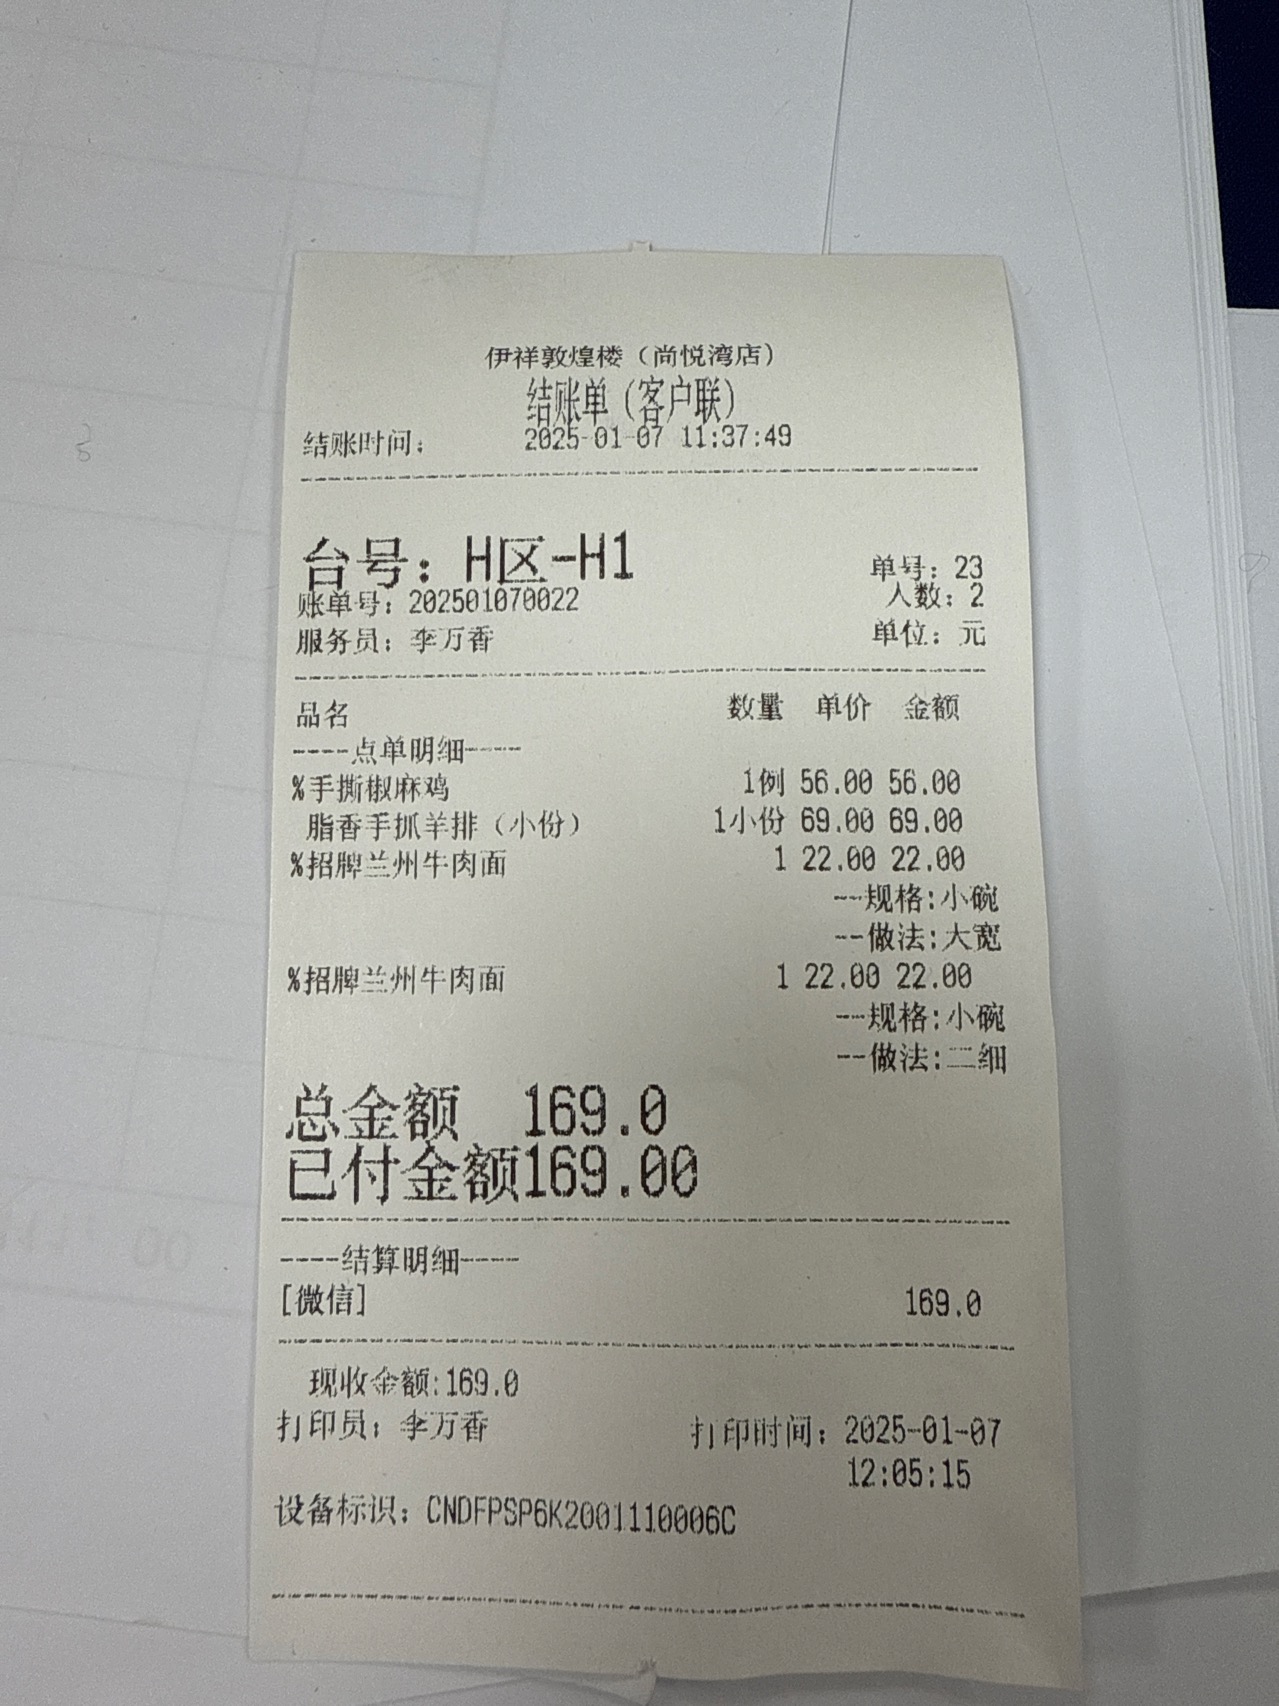 伊祥敦煌楼（尚悦湾店）
结账单（客户联）
结账时间： 2025-01-07 11:37:49
台号：H区-H1
单号：23
账单号：202501070022 人数：2
服务员：李万香 单位：元
品名 数量 单价 金额
----点单明细----
%手撕椒麻鸡 1例 56.00 56.00
脂香手抓羊排（小份） 1小份 69.00 69.00
%招牌兰州牛肉面 1 22.00 22.00
--规格:小碗
--做法:大宽
%招牌兰州牛肉面 1 22.00 22.00
--规格:小碗
--做法:二细
总金额 169.0
已付金额169.00
----结算明细----
[微信] 169.0
现收金额:169.0
打印员：李万香 打印时间：2025-01-07
12:05:15
设备标识：CNDFPSP6K2001110006C